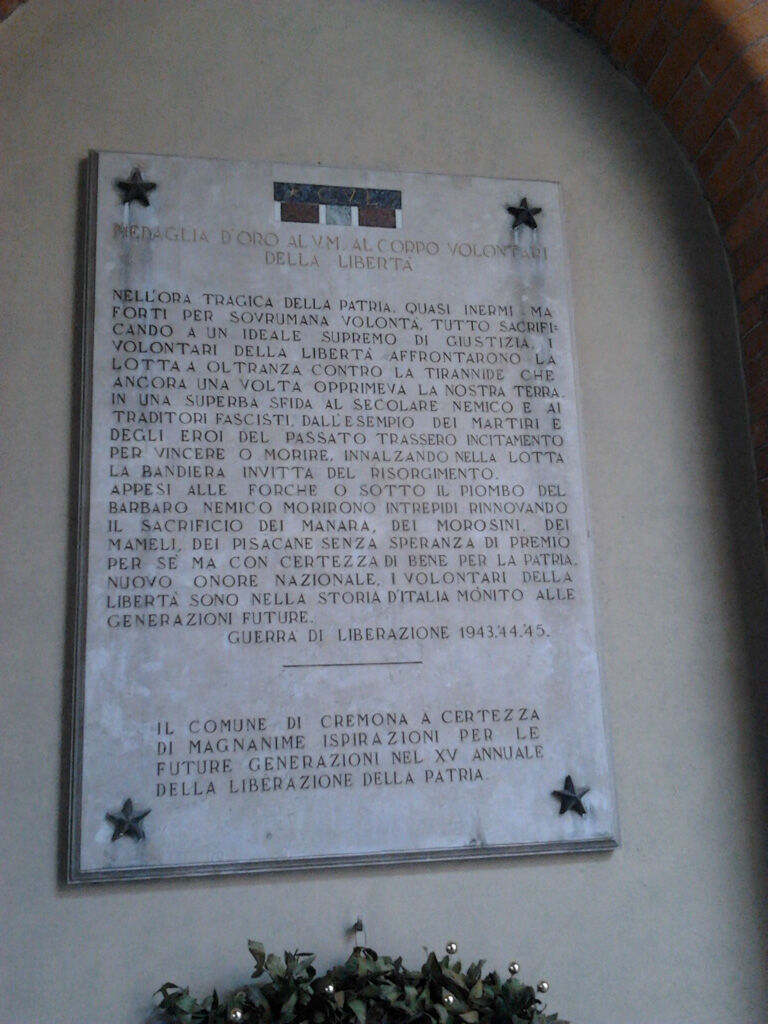 CVL
MEDAGLIA D'ORO AL V.M. AL CORPO VOLONTARI
DELLA LIBERTÀ
NELL'ORA TRAGICA DELLA PATRIA, QUASI INERMI MA
FORTI PER SOVRUMANA VOLONTÀ, TUTTO SACRIFI=
CANDO A UN IDEALE SUPREMO DI GIUSTIZIA, I
VOLONTARI DELLA LIBERTÀ AFFRONTARONO LA
LOTTA A OLTRANZA CONTRO LA TIRANNIDE CHE
ANCORA UNA VOLTA OPPRIMEVA LA NOSTRA TERRA.
IN UNA SUPERBA SFIDA AL SECOLARE NEMICO E AI
TRADITORI FASCISTI, DALL'ESEMPIO DEI MARTIRI E
DEGLI EROI DEL PASSATO TRASSERO INCITAMENTO
PER VINCERE O MORIRE, INNALZANDO NELLA LOTTA
LA BANDIERA INVITTA DEL RISORGIMENTO.
APPESI ALLE FORCHE O SOTTO IL PIOMBO DEL
BARBARO NEMICO MORIRONO INTREPIDI RINNOVANDO
IL SACRIFICIO DEI MANARA, DEI MOROSINI, DEI
MAMELI, DEI PISACANE SENZA SPERANZA DI PREMIO
PER SÈ MA CON CERTEZZA DI BENE PER LA PATRIA.
NUOVO ONORE NAZIONALE, I VOLONTARI DELLA
LIBERTÀ SONO NELLA STORIA D'ITALIA MÒNITO ALLE
GENERAZIONI FUTURE.
GUERRA DI LIBERAZIONE 1943.'44.'45.
IL COMUNE DI CREMONA A CERTEZZA
DI MAGNANIME ISPIRAZIONI PER LE
FUTURE GENERAZIONI NEL XV ANNUALE
DELLA LIBERAZIONE DELLA PATRIA.